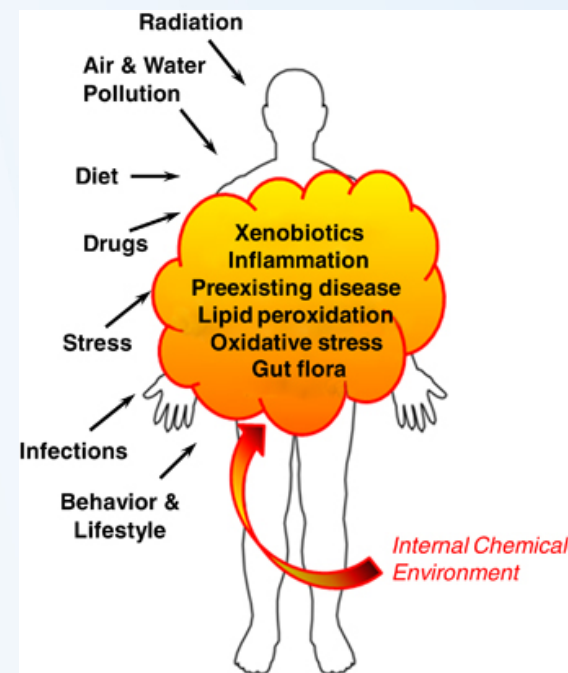 Radiation
Air & Water
Pollution
Diet
Drugs
Stress
Infections
Behavior &
Lifestyle
Xenobiotics
Inflammation
Preexisting disease
Lipid peroxidation
Oxidative stress
Gut flora
Internal Chemical
Environment